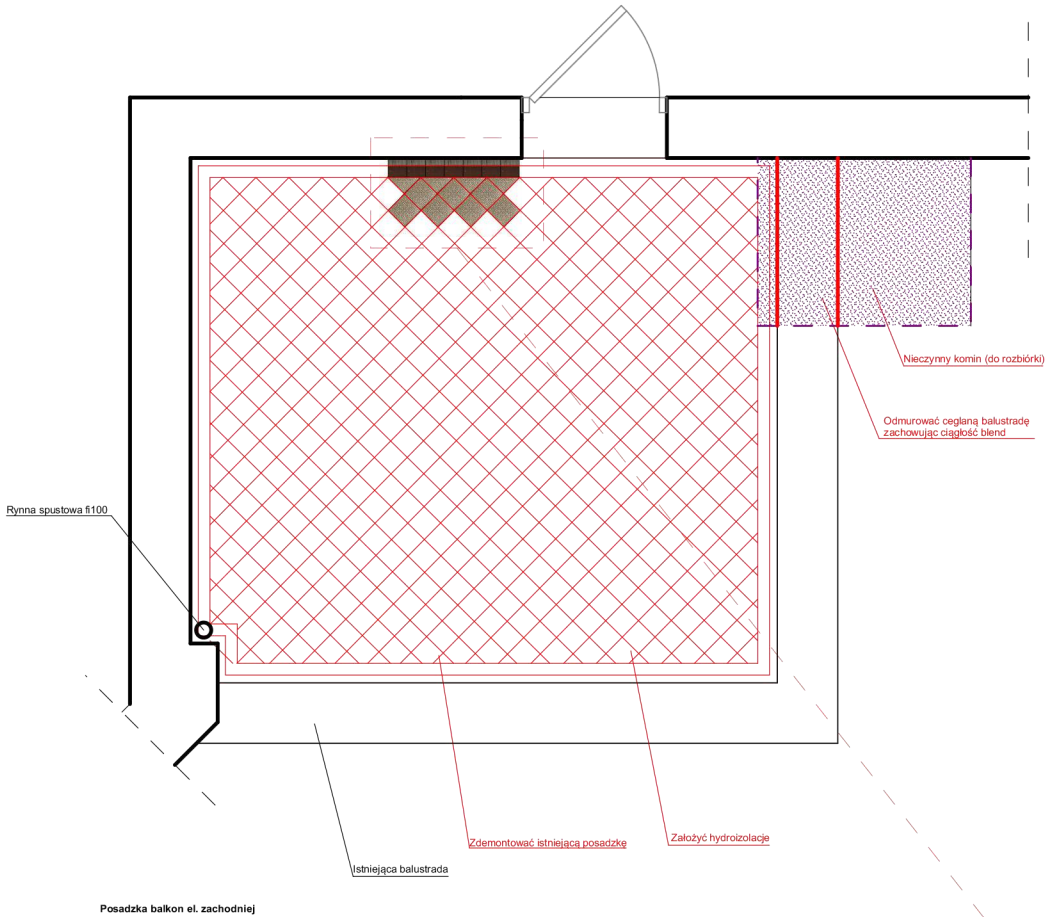 Nieczynny komin (do rozbiórki)
Odmurować ceglaną balustradę
zachowując ciągłość blend
Rynna spustowa fi100
Zdemontować istniejącą posadzkę
Założyć hydroizolacje
Istniejąca balustrada
Posadzka balkon el. zachodniej